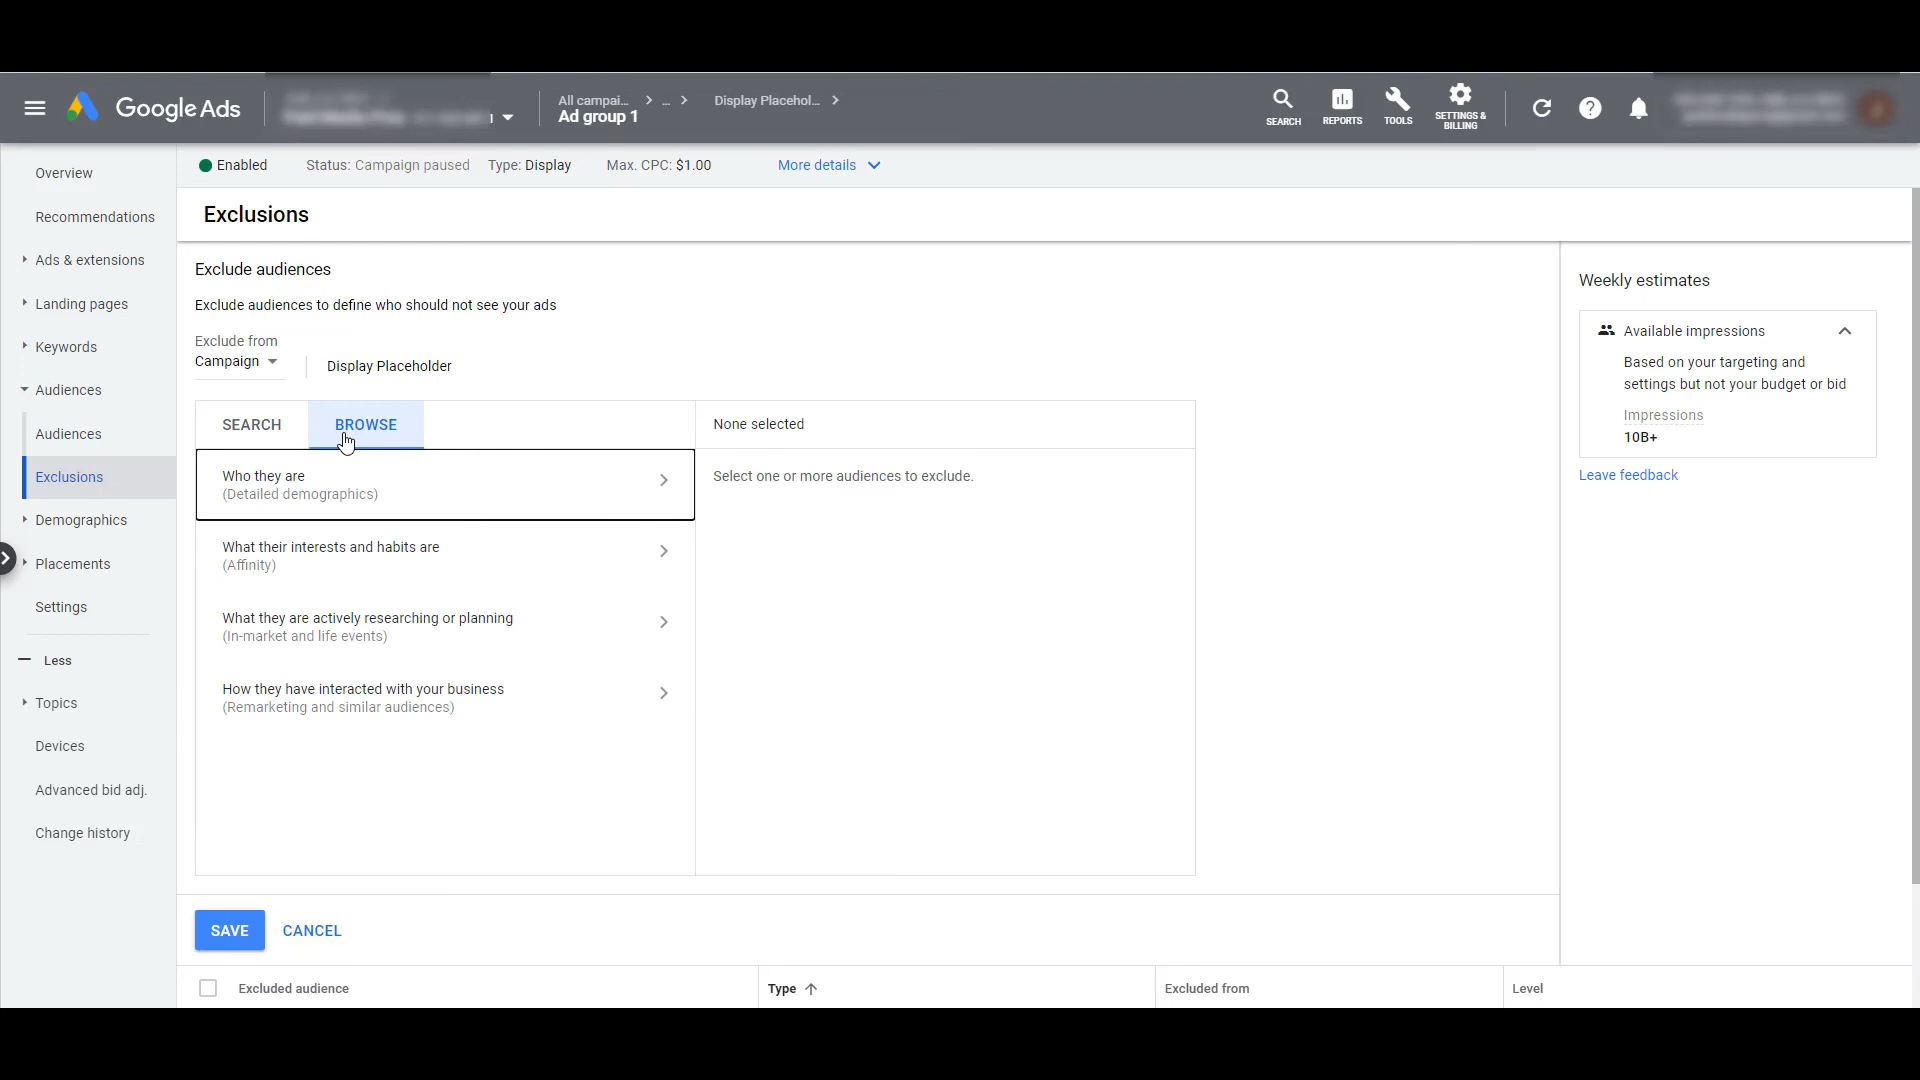 Google Ads
All campai... > ... > Display Placehol... >
Ad group 1
SEARCH
REPORTS
TOOLS
SETTINGS &
BILLING
Enabled Status: Campaign paused Type: Display Max. CPC: $1.00 More details
Overview
Recommendations
Ads & extensions
Landing pages
Keywords
Audiences
Audiences
Exclusions
Demographics
Placements
Settings
Less
Topics
Devices
Advanced bid adj.
Change history
Exclusions
Exclude audiences
Exclude audiences to define who should not see your ads
Exclude from
Campaign
Display Placeholder
SEARCH BROWSE
None selected
Who they are
(Detailed demographics)
What their interests and habits are
(Affinity)
What they are actively researching or planning
(In-market and life events)
How they have interacted with your business
(Remarketing and similar audiences)
Select one or more audiences to exclude.
SAVE CANCEL
Excluded audience Type Excluded from Level
Weekly estimates
Available impressions
Based on your targeting and
settings but not your budget or bid
Impressions
10B+
Leave feedback